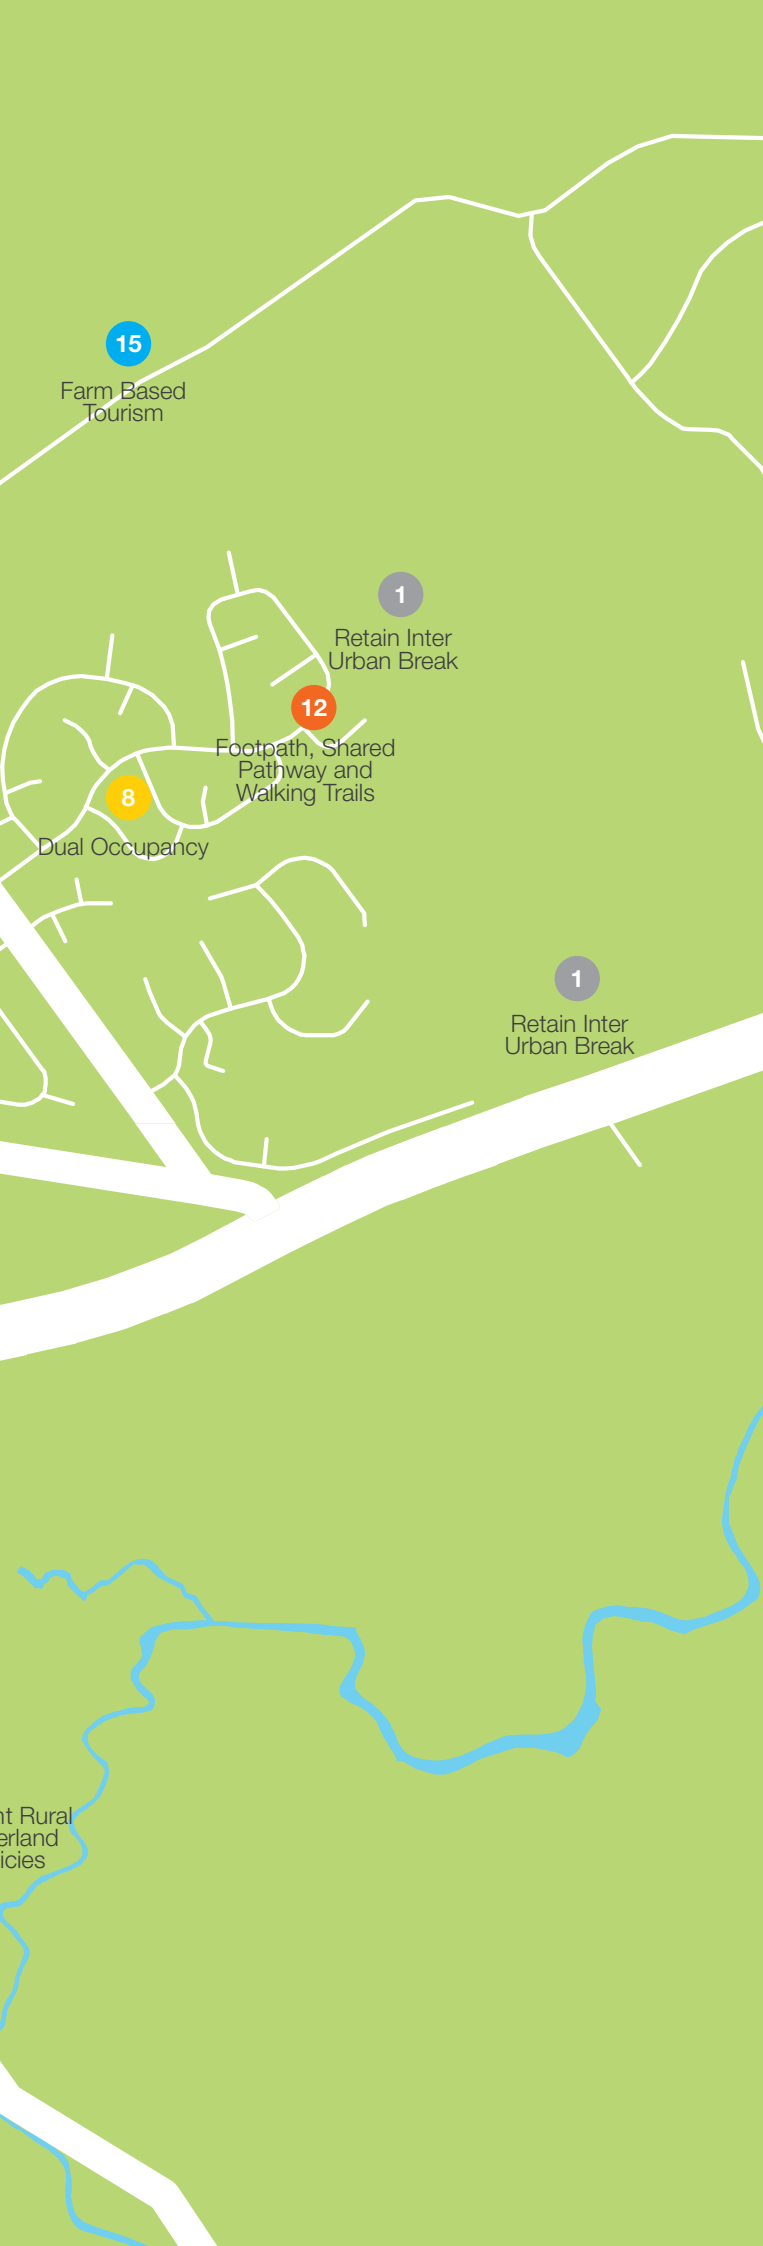 15
Farm Based
Tourism
1
Retain Inter
Urban Break
12
Footpath, Shared
Pathway and
Walking Trails
8
Dual Occupancy
1
Retain Inter
Urban Break
Rural